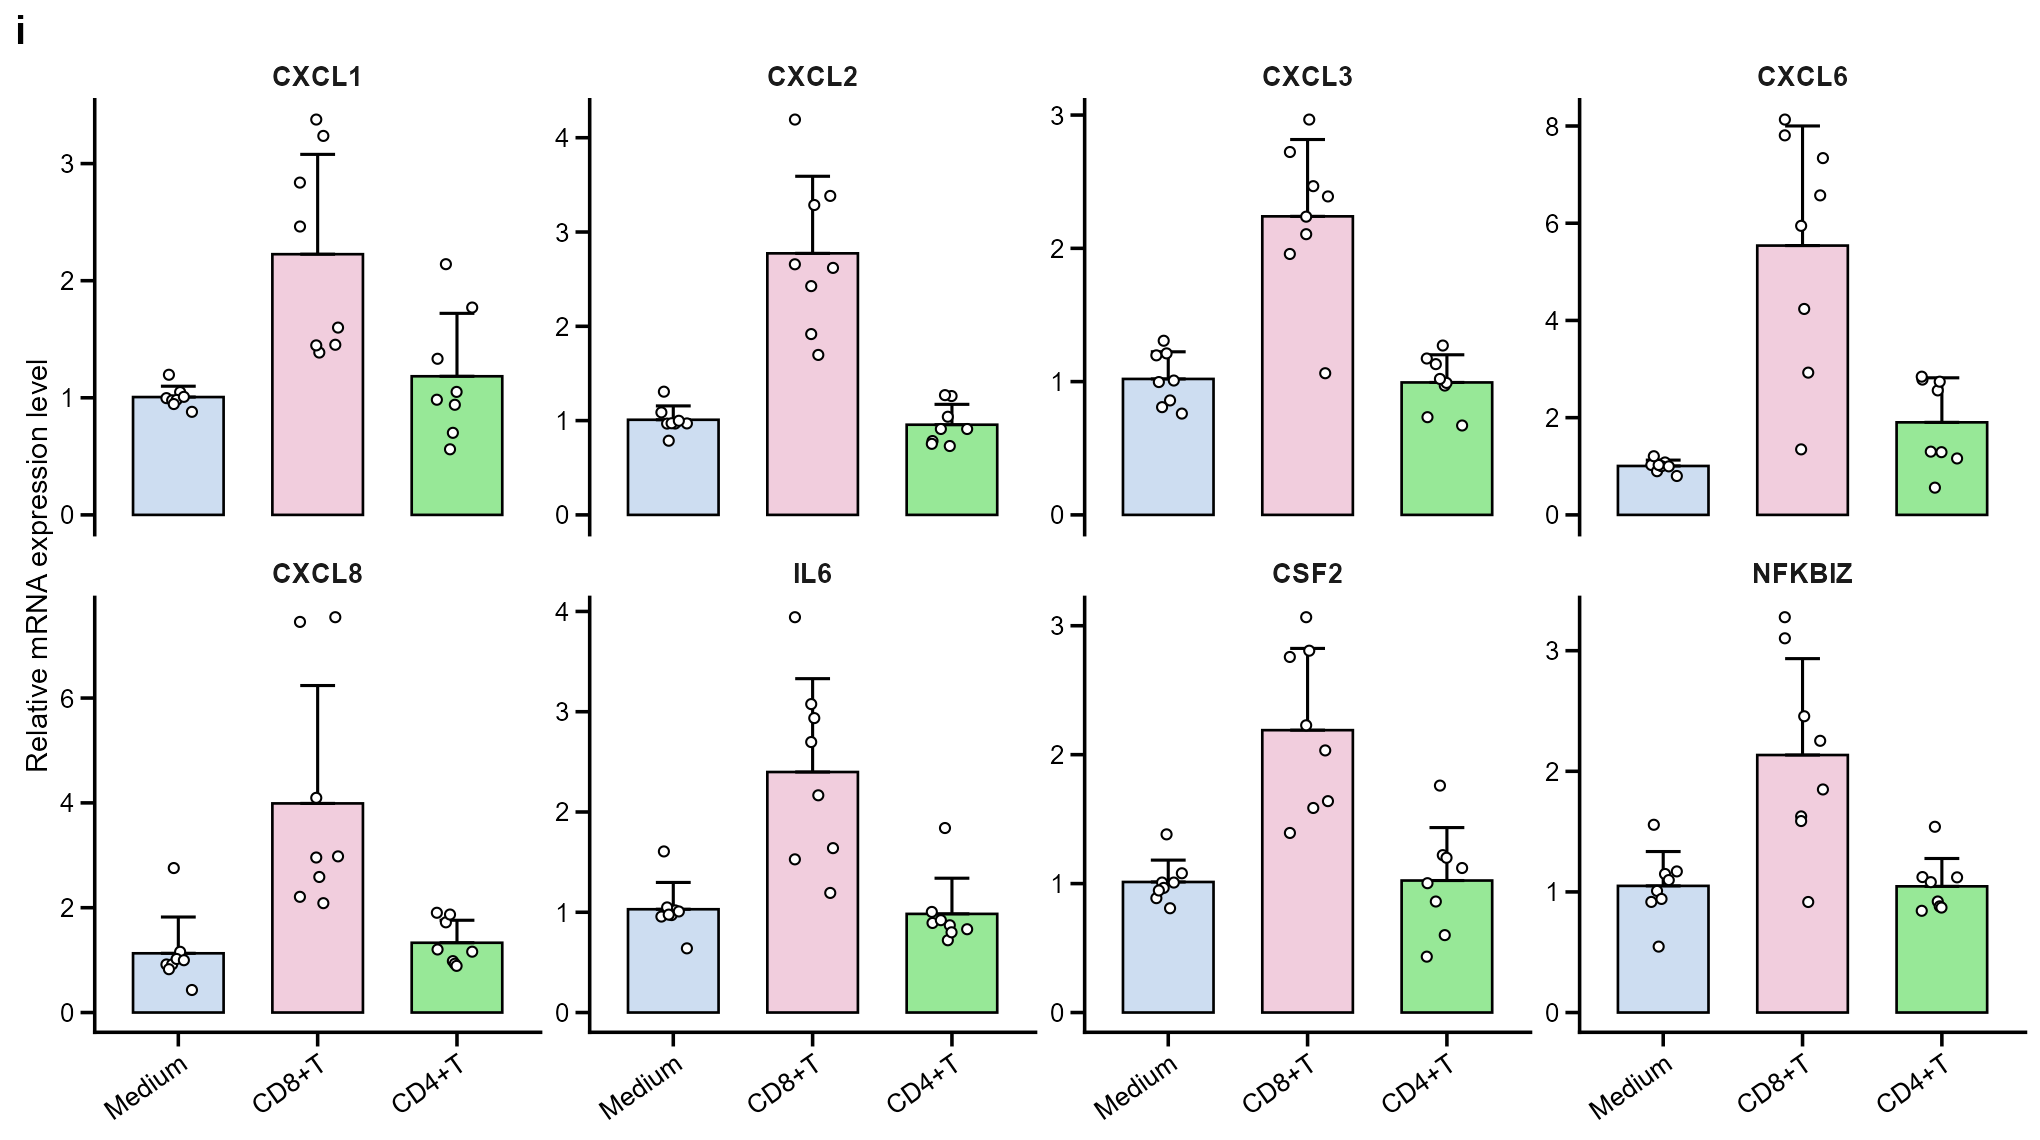 i
CXCL1
CXCL2
CXCL3
CXCL6
Relative mRNA expression level
3
2
1
0
4
3
2
1
0
3
2
1
0
8
6
4
2
0
CXCL8
IL6
CSF2
NFKBIZ
6
4
2
0
4
3
2
1
0
3
2
1
0
3
2
1
0
Medium
CD8+T
CD4+T
Medium
CD8+T
CD4+T
Medium
CD8+T
CD4+T
Medium
CD8+T
CD4+T